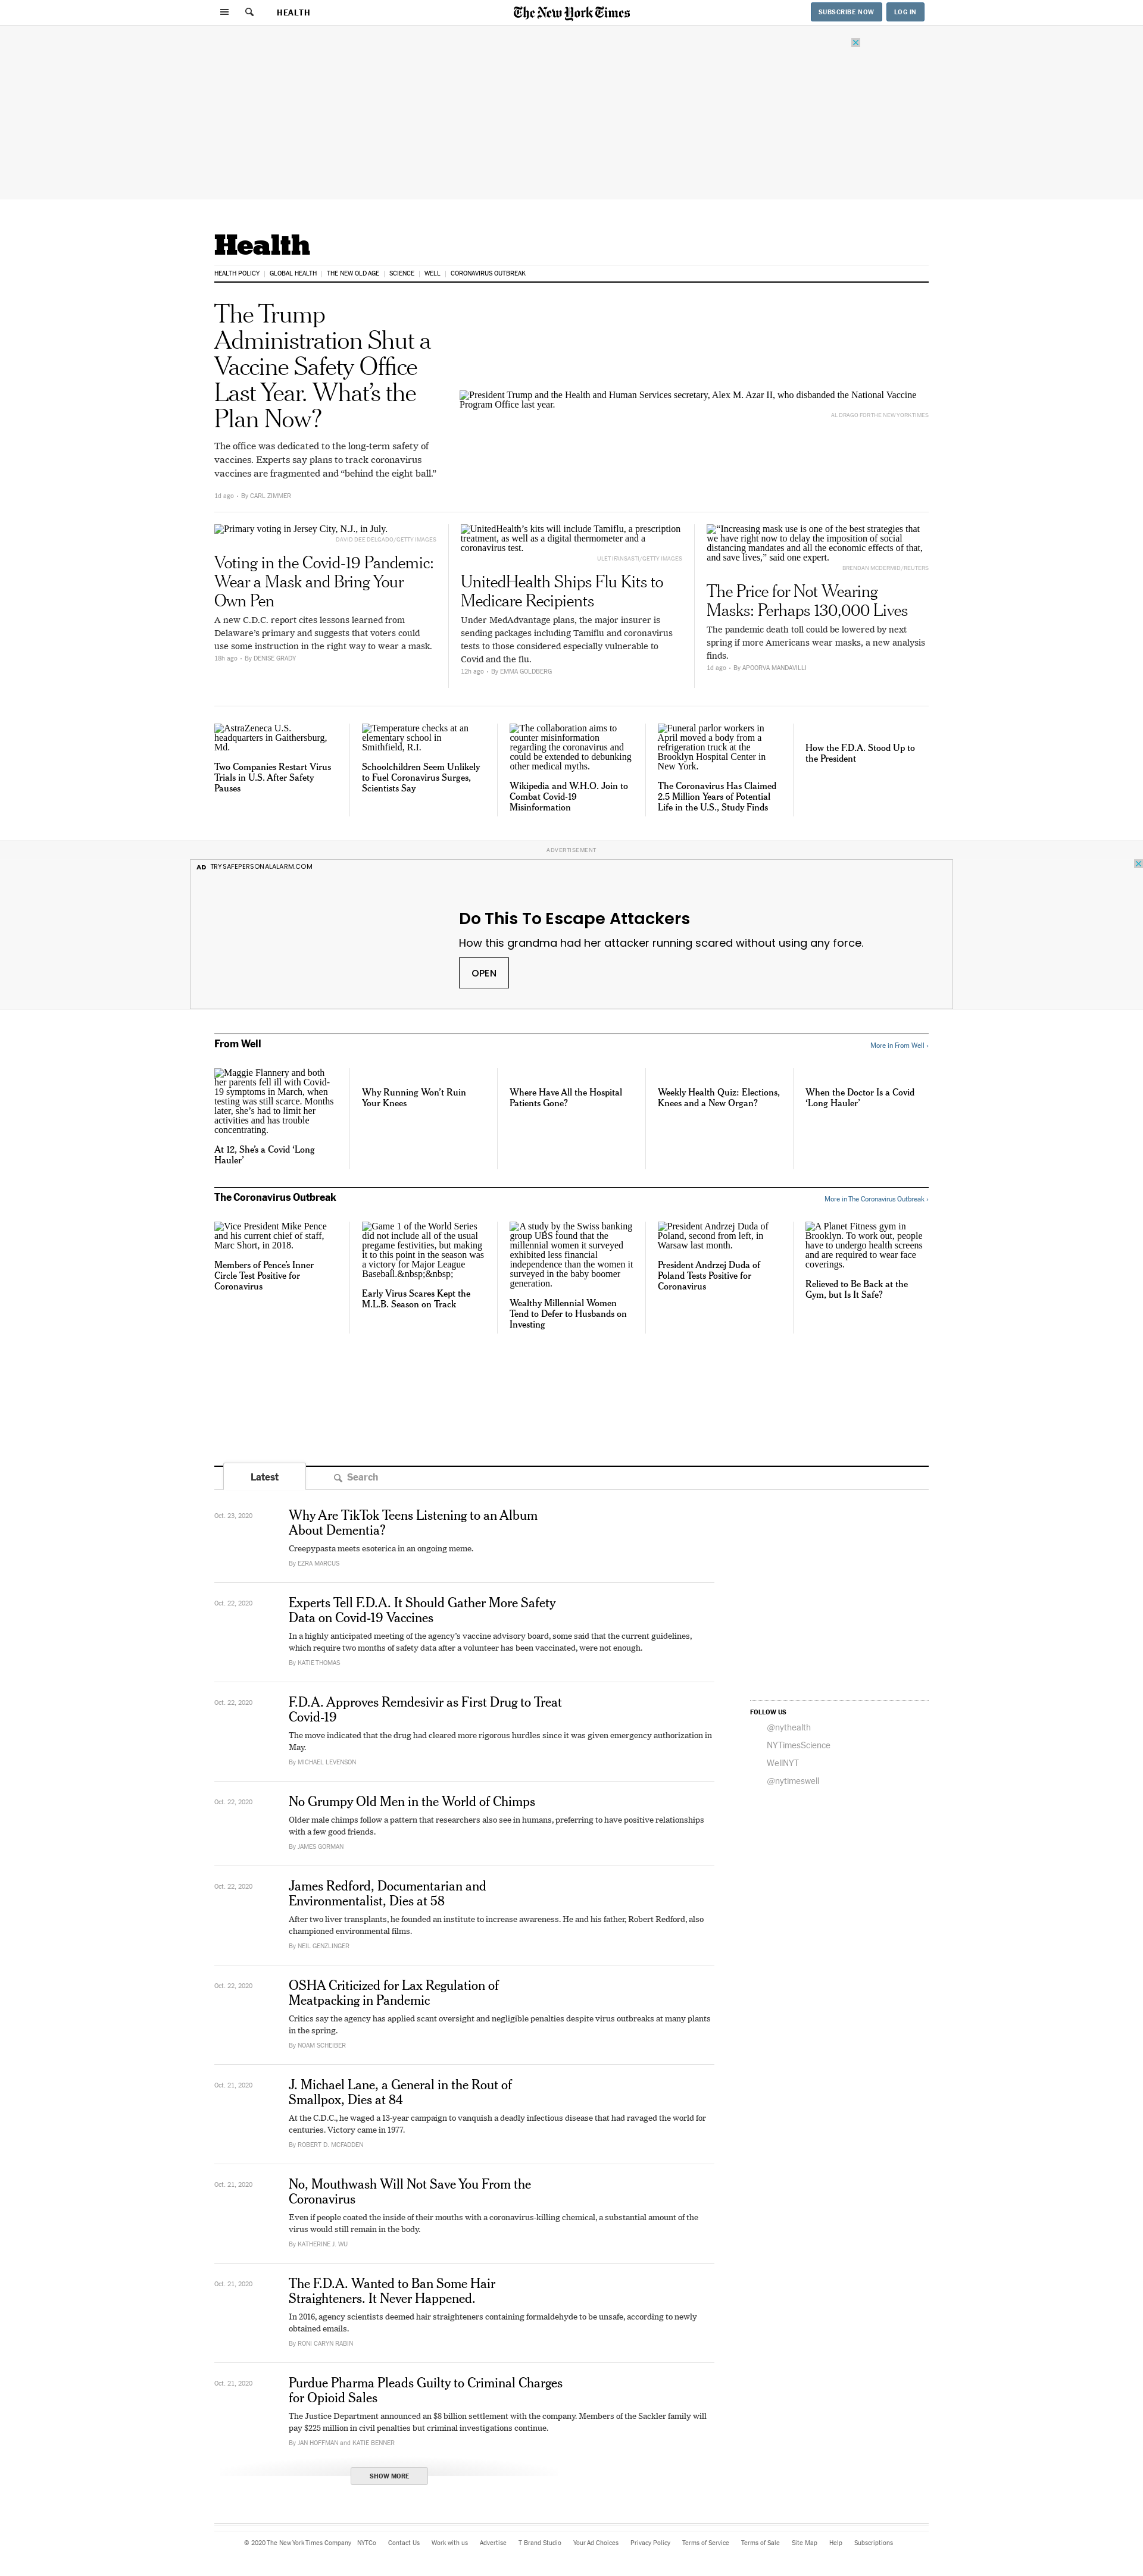 HEALTH
The New York Times
SUBSCRIBE NOW
LOG IN
Health
HEALTH POLICY
GLOBAL HEALTH
THE NEW OLD AGE
SCIENCE
WELL
CORONAVIRUS OUTBREAK
The Trump
Administration Shut a
Vaccine Safety Office
Last Year. What's the
Plan Now?
The office was dedicated to the long-term safety of
vaccines. Experts say plans to track coronavirus
vaccines are fragmented and “behind the eight ball.”
1d ago • By CARL ZIMMER
President Trump and the Health and Human Services secretary, Alex M. Azar II, who disbanded the National Vaccine
Program Office last year.
AL DRAGO FOR THE NEW YORK TIMES
Primary voting in Jersey City, N.J., in July.
DAVID DEE DELGADO/GETTY IMAGES
Voting in the Covid-19 Pandemic:
Wear a Mask and Bring Your
Own Pen
A new C.D.C. report cites lessons learned from
Delaware's primary and suggests that voters could
use some instruction in the right way to wear a mask.
16h ago • By DENISE GRADY
UnitedHealth's kits will include Tamiflu, a prescription
treatment, as well as a digital thermometer and a
coronavirus test.
ULET IFANSASTI/GETTY IMAGES
UnitedHealth Ships Flu Kits to
Medicare Recipients
Under MedAdvantage plans, the major insurer is
sending packages including Tamiflu and coronavirus
tests to those considered especially vulnerable to
Covid and the flu.
12h ago • By EMMA GOLDBERG
“Increasing mask use is one of the best strategies that
we have right now to delay the imposition of social
distancing mandates and all the economic effects of that,
and save lives,” said one expert.
BRENDAN MCDERMID/REUTERS
The Price for Not Wearing
Masks: Perhaps 130,000 Lives
The pandemic death toll could be lowered by next
spring if more Americans wear masks, a new analysis
finds.
1d ago • By APOORVA MANDAVILLI
AstraZeneca U.S.
headquarters in Gaithersburg,
Md.
Two Companies Restart Virus
Trials in U.S. After Safety
Pauses
Temperature checks at an
elementary school in
Smithfield, R.I.
Schoolchildren Seem Unlikely
to Fuel Coronavirus Surges,
Scientists Say
The collaboration aims to
counter misinformation
regarding the coronavirus and
could be extended to debunking
other medical myths.
Wikipedia and W.H.O. Join to
Combat Covid-19
Misinformation
Funeral parlor workers in
April moved a body from a
refrigeration truck at the
Brooklyn Hospital Center in
New York.
The Coronavirus Has Claimed
2.5 Million Years of Potential
Life in the U.S., Study Finds
How the F.D.A. Stood Up to
the President
ADVERTISEMENT
AD TRYSAFEPERSONALALARM.COM
Do This To Escape Attackers
How this grandma had her attacker running scared without using any force.
OPEN
From Well
More in From Well ›
Maggie Flannery and both
her parents fell ill with Covid-
19 symptoms in March, when
testing was still scarce. Months
later, she's had to limit her
activities and has trouble
concentrating.
At 12, She's a Covid ‘Long
Hauler’
Why Running Won't Ruin
Your Knees
Where Have All the Hospital
Patients Gone?
Weekly Health Quiz: Elections,
Knees and a New Organ?
When the Doctor Is a Covid
‘Long Hauler’
The Coronavirus Outbreak
More in The Coronavirus Outbreak ›
Vice President Mike Pence
and his current chief of staff,
Marc Short, in 2018.
Members of Pence's Inner
Circle Test Positive for
Coronavirus
Game 1 of the World Series
did not include all of the usual
pregame festivities, but making
it to this point in the season was
a victory for Major League
Baseball.&nbsp;&nbsp;
Early Virus Scares Kept the
M.L.B. Season on Track
A study by the Swiss banking
group UBS found that the
millennial women it surveyed
exhibited less financial
independence than the women it
surveyed in the baby boomer
generation.
Wealthy Millennial Women
Tend to Defer to Husbands on
Investing
President Andrzej Duda of
Poland, second from left, in
Warsaw last month.
President Andrzej Duda of
Poland Tests Positive for
Coronavirus
A Planet Fitness gym in
Brooklyn. To work out, people
have to undergo health screens
and are required to wear face
coverings.
Relieved to Be Back at the
Gym, but Is It Safe?
Latest
Search
Oct. 23, 2020
Why Are TikTok Teens Listening to an Album
About Dementia?
Creepypasta meets esoterica in an ongoing meme.
By EZRA MARCUS
Oct. 22, 2020
Experts Tell F.D.A. It Should Gather More Safety
Data on Covid-19 Vaccines
In a highly anticipated meeting of the agency's vaccine advisory board, some said that the current guidelines,
which require two months of safety data after a volunteer has been vaccinated, were not enough.
By KATIE THOMAS
Oct. 22, 2020
F.D.A. Approves Remdesivir as First Drug to Treat
Covid-19
The move indicated that the drug had cleared more rigorous hurdles since it was given emergency authorization in
May.
By MICHAEL LEVENSON
Oct. 22, 2020
No Grumpy Old Men in the World of Chimps
Older male chimps follow a pattern that researchers also see in humans, preferring to have positive relationships
with a few good friends.
By JAMES GORMAN
Oct. 22, 2020
James Redford, Documentarian and
Environmentalist, Dies at 58
After two liver transplants, he founded an institute to increase awareness. He and his father, Robert Redford, also
championed environmental films.
By NEIL GENZLINGER
Oct. 22, 2020
OSHA Criticized for Lax Regulation of
Meatpacking in Pandemic
Critics say the agency has applied scant oversight and negligible penalties despite virus outbreaks at many plants
in the spring.
By NOAM SCHEIBER
Oct. 21, 2020
J. Michael Lane, a General in the Rout of
Smallpox, Dies at 84
At the C.D.C., he waged a 13-year campaign to vanquish a deadly infectious disease that had ravaged the world for
centuries. Victory came in 1977.
By ROBERT D. MCFADDEN
Oct. 21, 2020
No, Mouthwash Will Not Save You From the
Coronavirus
Even if people coated the inside of their mouths with a coronavirus-killing chemical, a substantial amount of the
virus would still remain in the body.
By KATHERINE J. WU
Oct. 21, 2020
The F.D.A. Wanted to Ban Some Hair
Straighteners. It Never Happened.
In 2016, agency scientists deemed hair straighteners containing formaldehyde to be unsafe, according to newly
obtained emails.
By RONI CARYN RABIN
Oct. 21, 2020
Purdue Pharma Pleads Guilty to Criminal Charges
for Opioid Sales
The Justice Department announced an $8 billion settlement with the company. Members of the Sackler family will
pay $225 million in civil penalties but criminal investigations continue.
By JAN HOFFMAN and KATIE BENNER
SHOW MORE
FOLLOW US
@nythealth
NYTimesScience
WellNYT
@nytimeswell
© 2020 The New York Times Company
NYTCo
Contact Us
Work with us
Advertise
T Brand Studio
Your Ad Choices
Privacy Policy
Terms of Service
Terms of Sale
Site Map
Help
Subscriptions